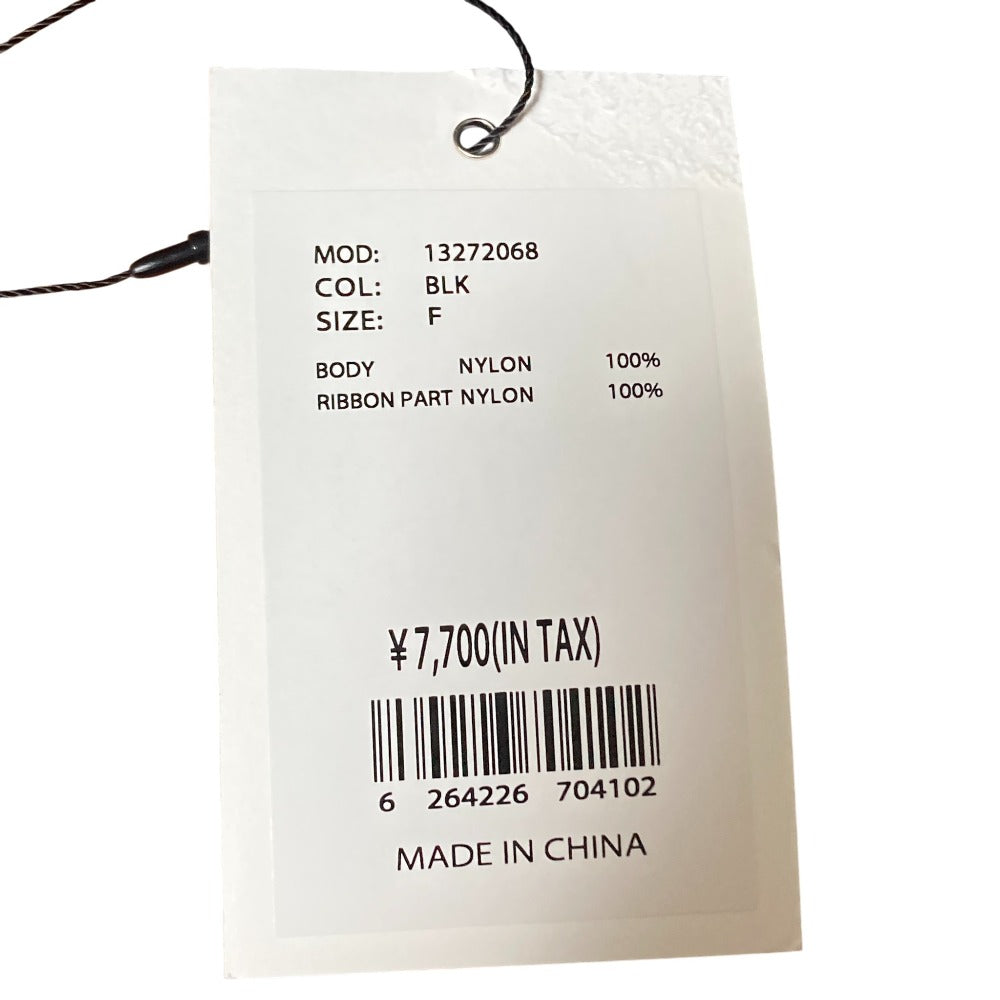 MOD: 13272068
COL: BLK
SIZE: F
BODY NYLON 100%
RIBBON PART NYLON 100%
¥7,700(IN TAX)
6 264226 704102
MADE IN CHINA